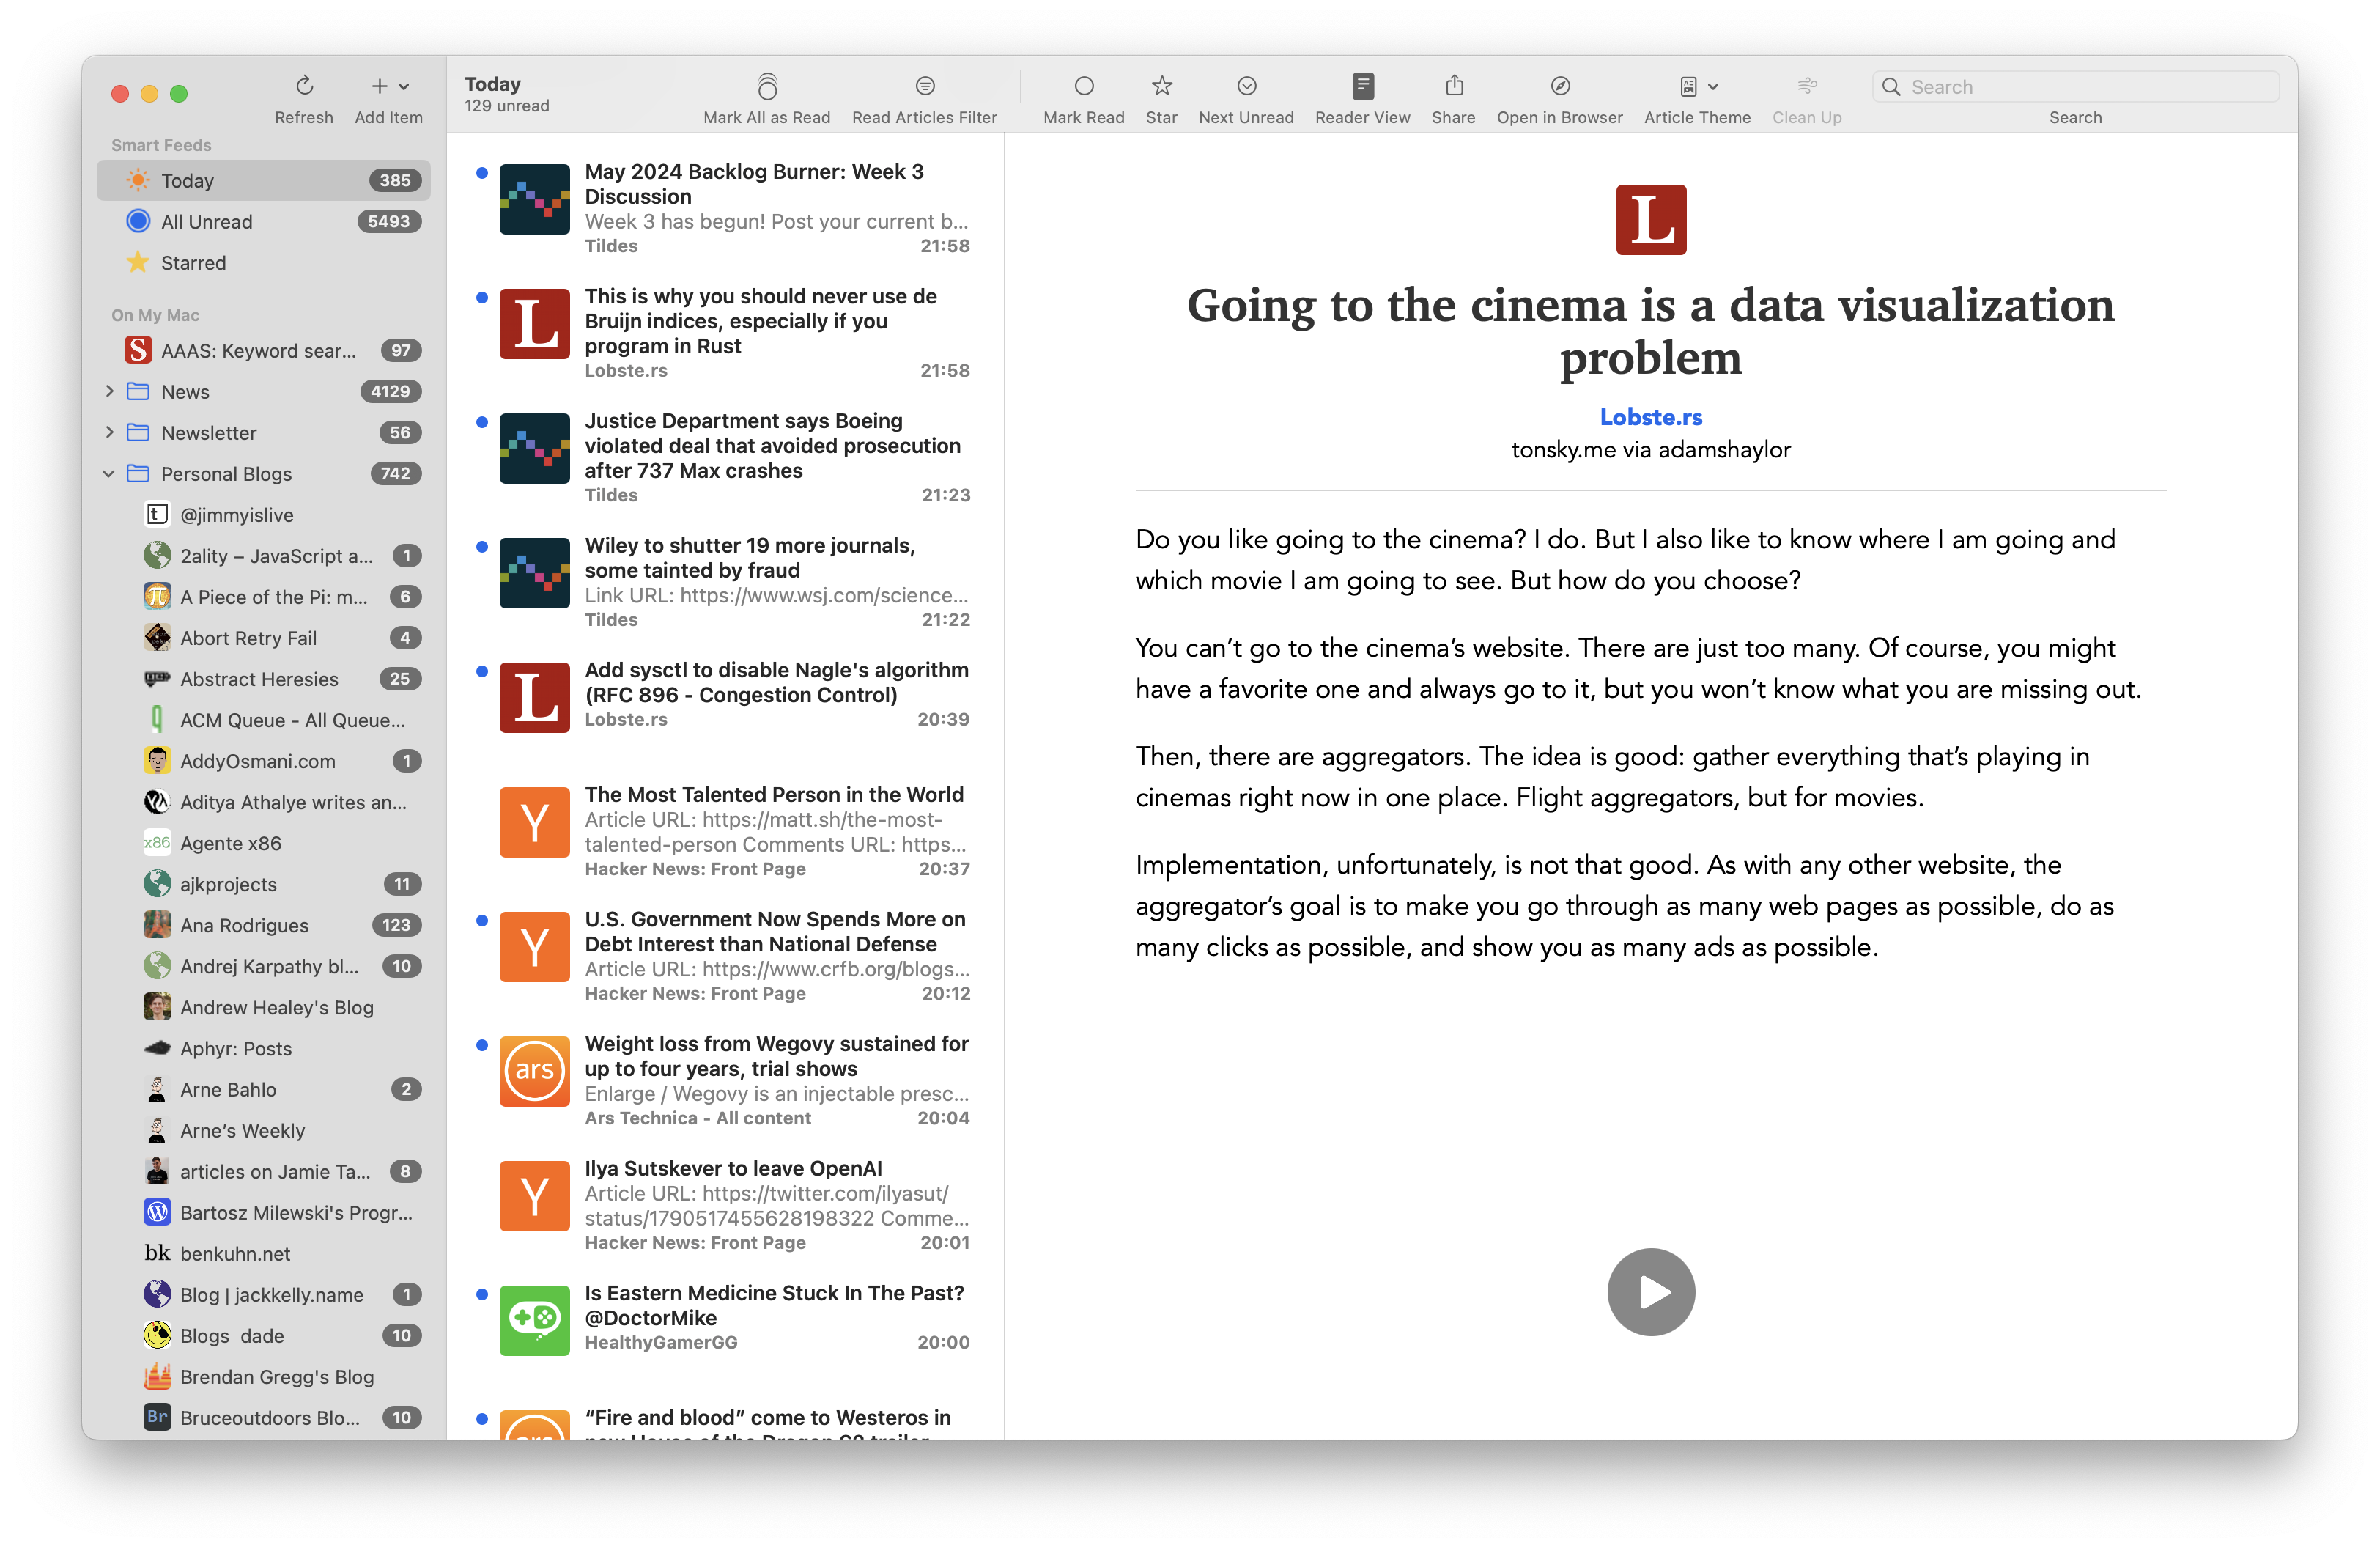 Refresh
Add Item
Smart Feeds
Today 385
All Unread 5493
Starred
On My Mac
AAAS: Keyword sear... 97
News 4129
Newsletter 56
Personal Blogs 742
@jimmyislive
2ality – JavaScript a... 1
A Piece of the Pi: m... 6
Abort Retry Fail 4
Abstract Heresies 25
ACM Queue - All Queue...
AddyOsmani.com 1
Aditya Athalye writes an...
x86 Agente x86
ajkprojects 11
Ana Rodrigues 123
Andrej Karpathy bl... 10
Andrew Healey's Blog
Aphyr: Posts
Arne Bahlo 2
Arne’s Weekly
articles on Jamie Ta... 8
Bartosz Milewski's Progr...
bk benkuhn.net
Blog | jackkelly.name 1
Blogs dade 10
Brendan Gregg's Blog
Br Bruceoutdoors Blo... 10
Today
129 unread
Mark All as Read
Read Articles Filter
Mark Read
Star
Next Unread
Reader View
Share
Open in Browser
Article Theme
Clean Up
Search
Search
May 2024 Backlog Burner: Week 3
Discussion
Week 3 has begun! Post your current b...
Tildes 21:58
L
This is why you should never use de
Bruijn indices, especially if you
program in Rust
Lobste.rs 21:58
Justice Department says Boeing
violated deal that avoided prosecution
after 737 Max crashes
Tildes 21:23
Wiley to shutter 19 more journals,
some tainted by fraud
Link URL: https://www.wsj.com/science...
Tildes 21:22
L
Add sysctl to disable Nagle's algorithm
(RFC 896 - Congestion Control)
Lobste.rs 20:39
Y
The Most Talented Person in the World
Article URL: https://matt.sh/the-most-
talented-person Comments URL: https...
Hacker News: Front Page 20:37
Y
U.S. Government Now Spends More on
Debt Interest than National Defense
Article URL: https://www.crfb.org/blogs...
Hacker News: Front Page 20:12
ars
Weight loss from Wegovy sustained for
up to four years, trial shows
Enlarge / Wegovy is an injectable presc...
Ars Technica - All content 20:04
Y
Ilya Sutskever to leave OpenAI
Article URL: https://twitter.com/ilyasut/
status/1790517455628198322 Comme...
Hacker News: Front Page 20:01
Is Eastern Medicine Stuck In The Past?
@DoctorMike
HealthyGamerGG 20:00
“Fire and blood” come to Westeros in
new House of the Dragon S2 trailer
L
Going to the cinema is a data visualization
problem
Lobste.rs
tonsky.me via adamshaylor
Do you like going to the cinema? I do. But I also like to know where I am going and
which movie I am going to see. But how do you choose?
You can’t go to the cinema’s website. There are just too many. Of course, you might
have a favorite one and always go to it, but you won’t know what you are missing out.
Then, there are aggregators. The idea is good: gather everything that’s playing in
cinemas right now in one place. Flight aggregators, but for movies.
Implementation, unfortunately, is not that good. As with any other website, the
aggregator’s goal is to make you go through as many web pages as possible, do as
many clicks as possible, and show you as many ads as possible.